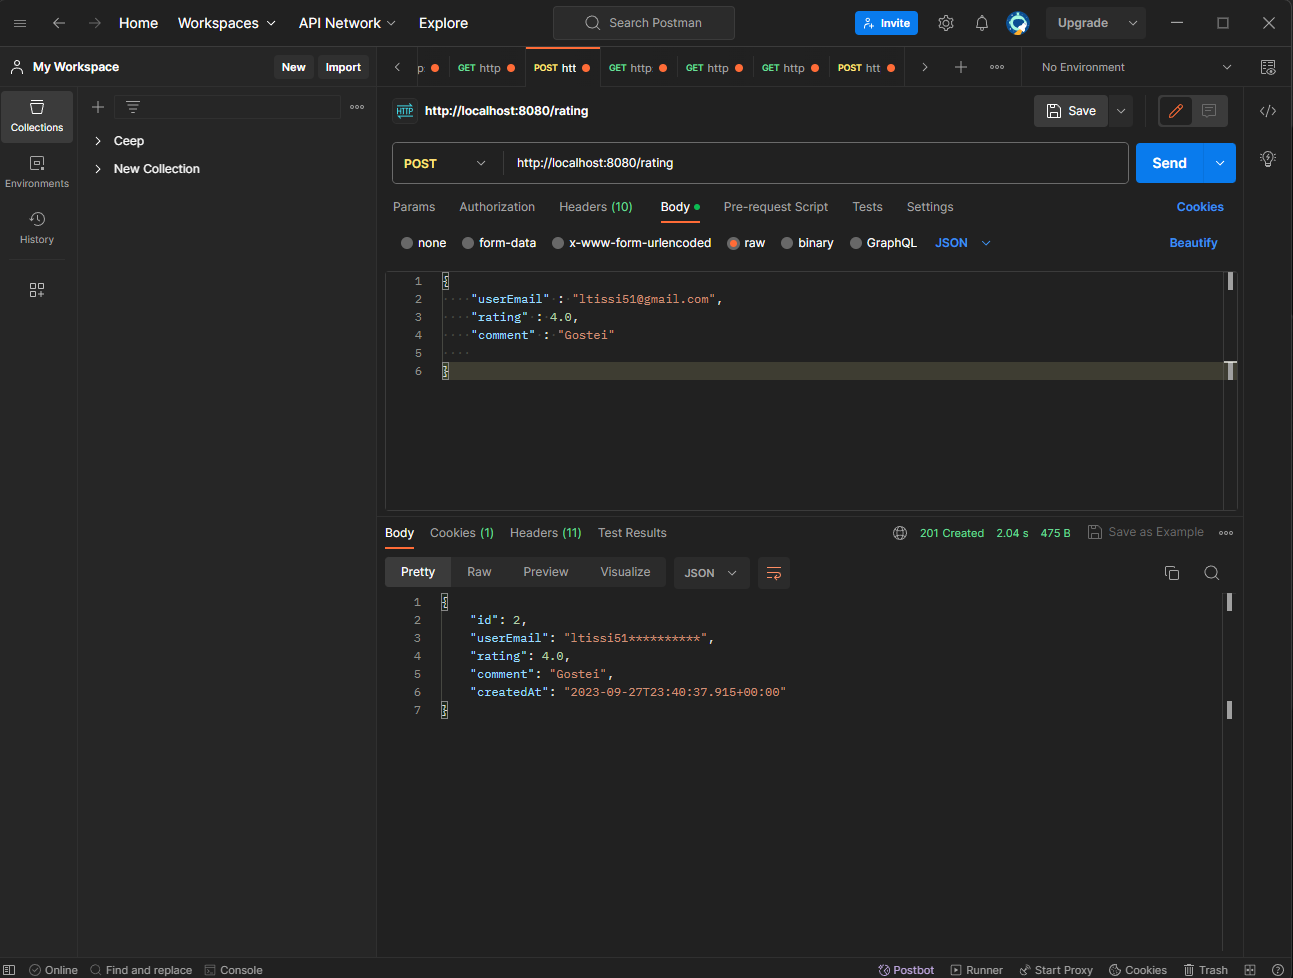 Home Workspaces API Network Explore Search Postman Invite Upgrade
My Workspace New Import GET http POST htt GET http GET http GET http POST htt No Environment
Collections
Environments
History
Ceep
New Collection
HTTP http://localhost:8080/rating Save
POST http://localhost:8080/rating Send
Params Authorization Headers (10) Body Pre-request Script Tests Settings Cookies
none form-data x-www-form-urlencoded raw binary GraphQL JSON Beautify
1 {
2 "userEmail" : "ltissi51@gmail.com",
3 "rating" : 4.0,
4 "comment" : "Gostei"
5
6 }
Body Cookies (1) Headers (11) Test Results 201 Created 2.04 s 475 B Save as Example
Pretty Raw Preview Visualize JSON
1 {
2 "id": 2,
3 "userEmail": "ltissi51**********",
4 "rating": 4.0,
5 "comment": "Gostei",
6 "createdAt": "2023-09-27T23:40:37.915+00:00"
7 }
Online Find and replace Console Postbot Runner Start Proxy Cookies Trash